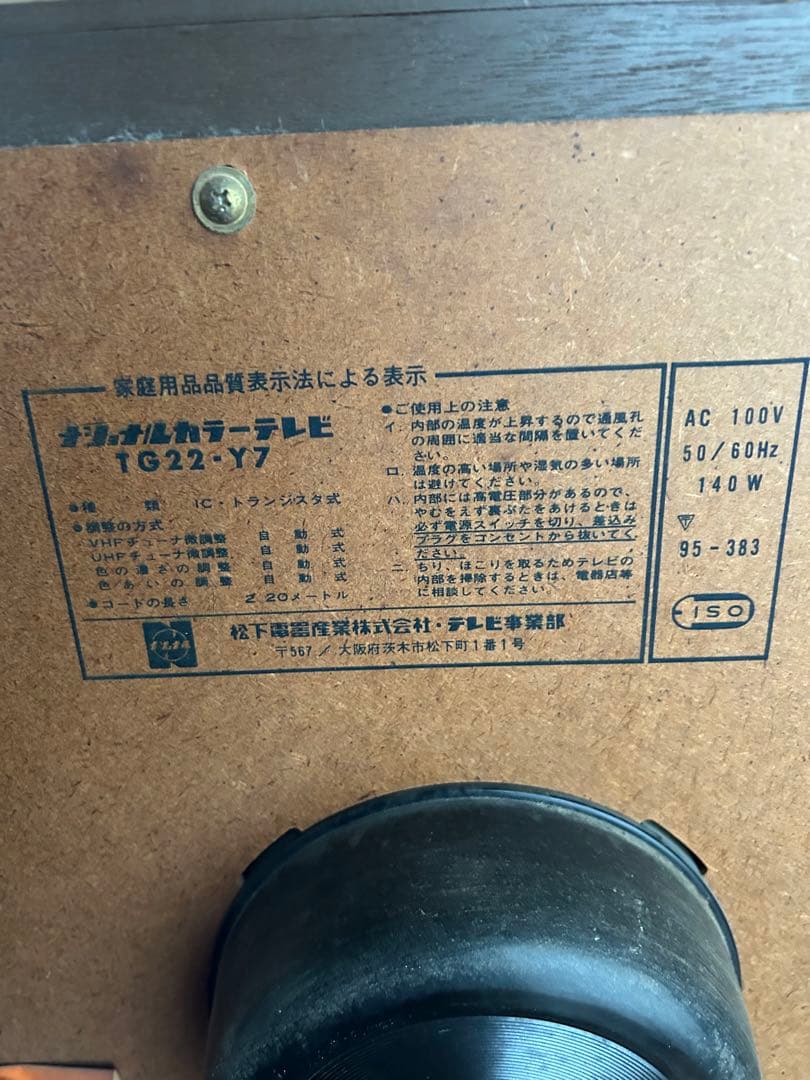 家庭用品品質表示法による表示
ナショナルカラーテレビ
TG22-Y7
●種 類 IC・トランジスタ式
●調整の方式
VHFチューナ微調整 自動式
UHFチューナ微調整 自動式
色の濃さの調整 自動式
色あいの調整 自動式
●コードの長さ 2.20メートル
●ご使用上の注意
イ. 内部の温度が上昇するので通風孔
の周囲に適当な間隔を置いてくだ
さい。
ロ. 温度の高い場所や湿気の多い場所
は避けてください。
ハ. 内部には高電圧部分があるので、
やむをえず裏ぶたをあけるときは
必ず電源スイッチを切り、差込み
プラグをコンセントから抜いてく
ださい。
ニ. ちり、ほこりを取るためテレビの
内部を掃除するときは、電器店等
に相談してください。
ナショナル 松下電器産業株式会社・テレビ事業部
〒567/大阪府茨木市松下町1番1号
AC 100V
50/60Hz
140W
〒
95-383
ISO